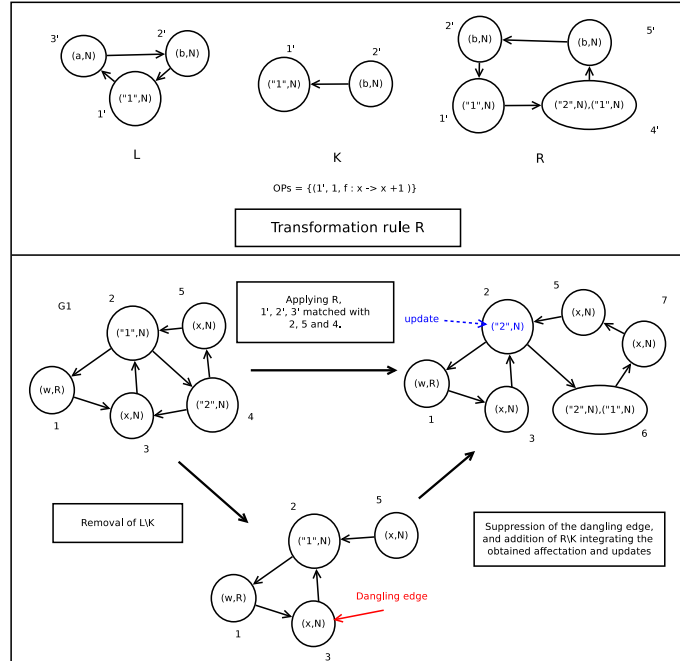 3'
(a,N)
2'
(b,N)
("1",N)
1'
L
1'
("1",N)
2'
(b,N)
K
2'
(b,N)
(b,N)
5'
("1",N)
1'
("2",N),("1",N)
4'
R
OPs = {(1', 1, f : x -> x +1 )}
Transformation rule R
G1
2
("1",N)
5
(x,N)
(w,R)
1
(x,N)
3
("2",N)
4
Applying R,
1', 2', 3' matched with
2, 5 and 4.
update
2
("2",N)
5
(x,N)
7
(x,N)
(w,R)
1
(x,N)
3
("2",N),("1",N)
6
Removal of L\K
2
("1",N)
5
(x,N)
(w,R)
1
(x,N)
3
Dangling edge
Suppression of the dangling edge,
and addition of R\K integrating the
obtained affectation and updates